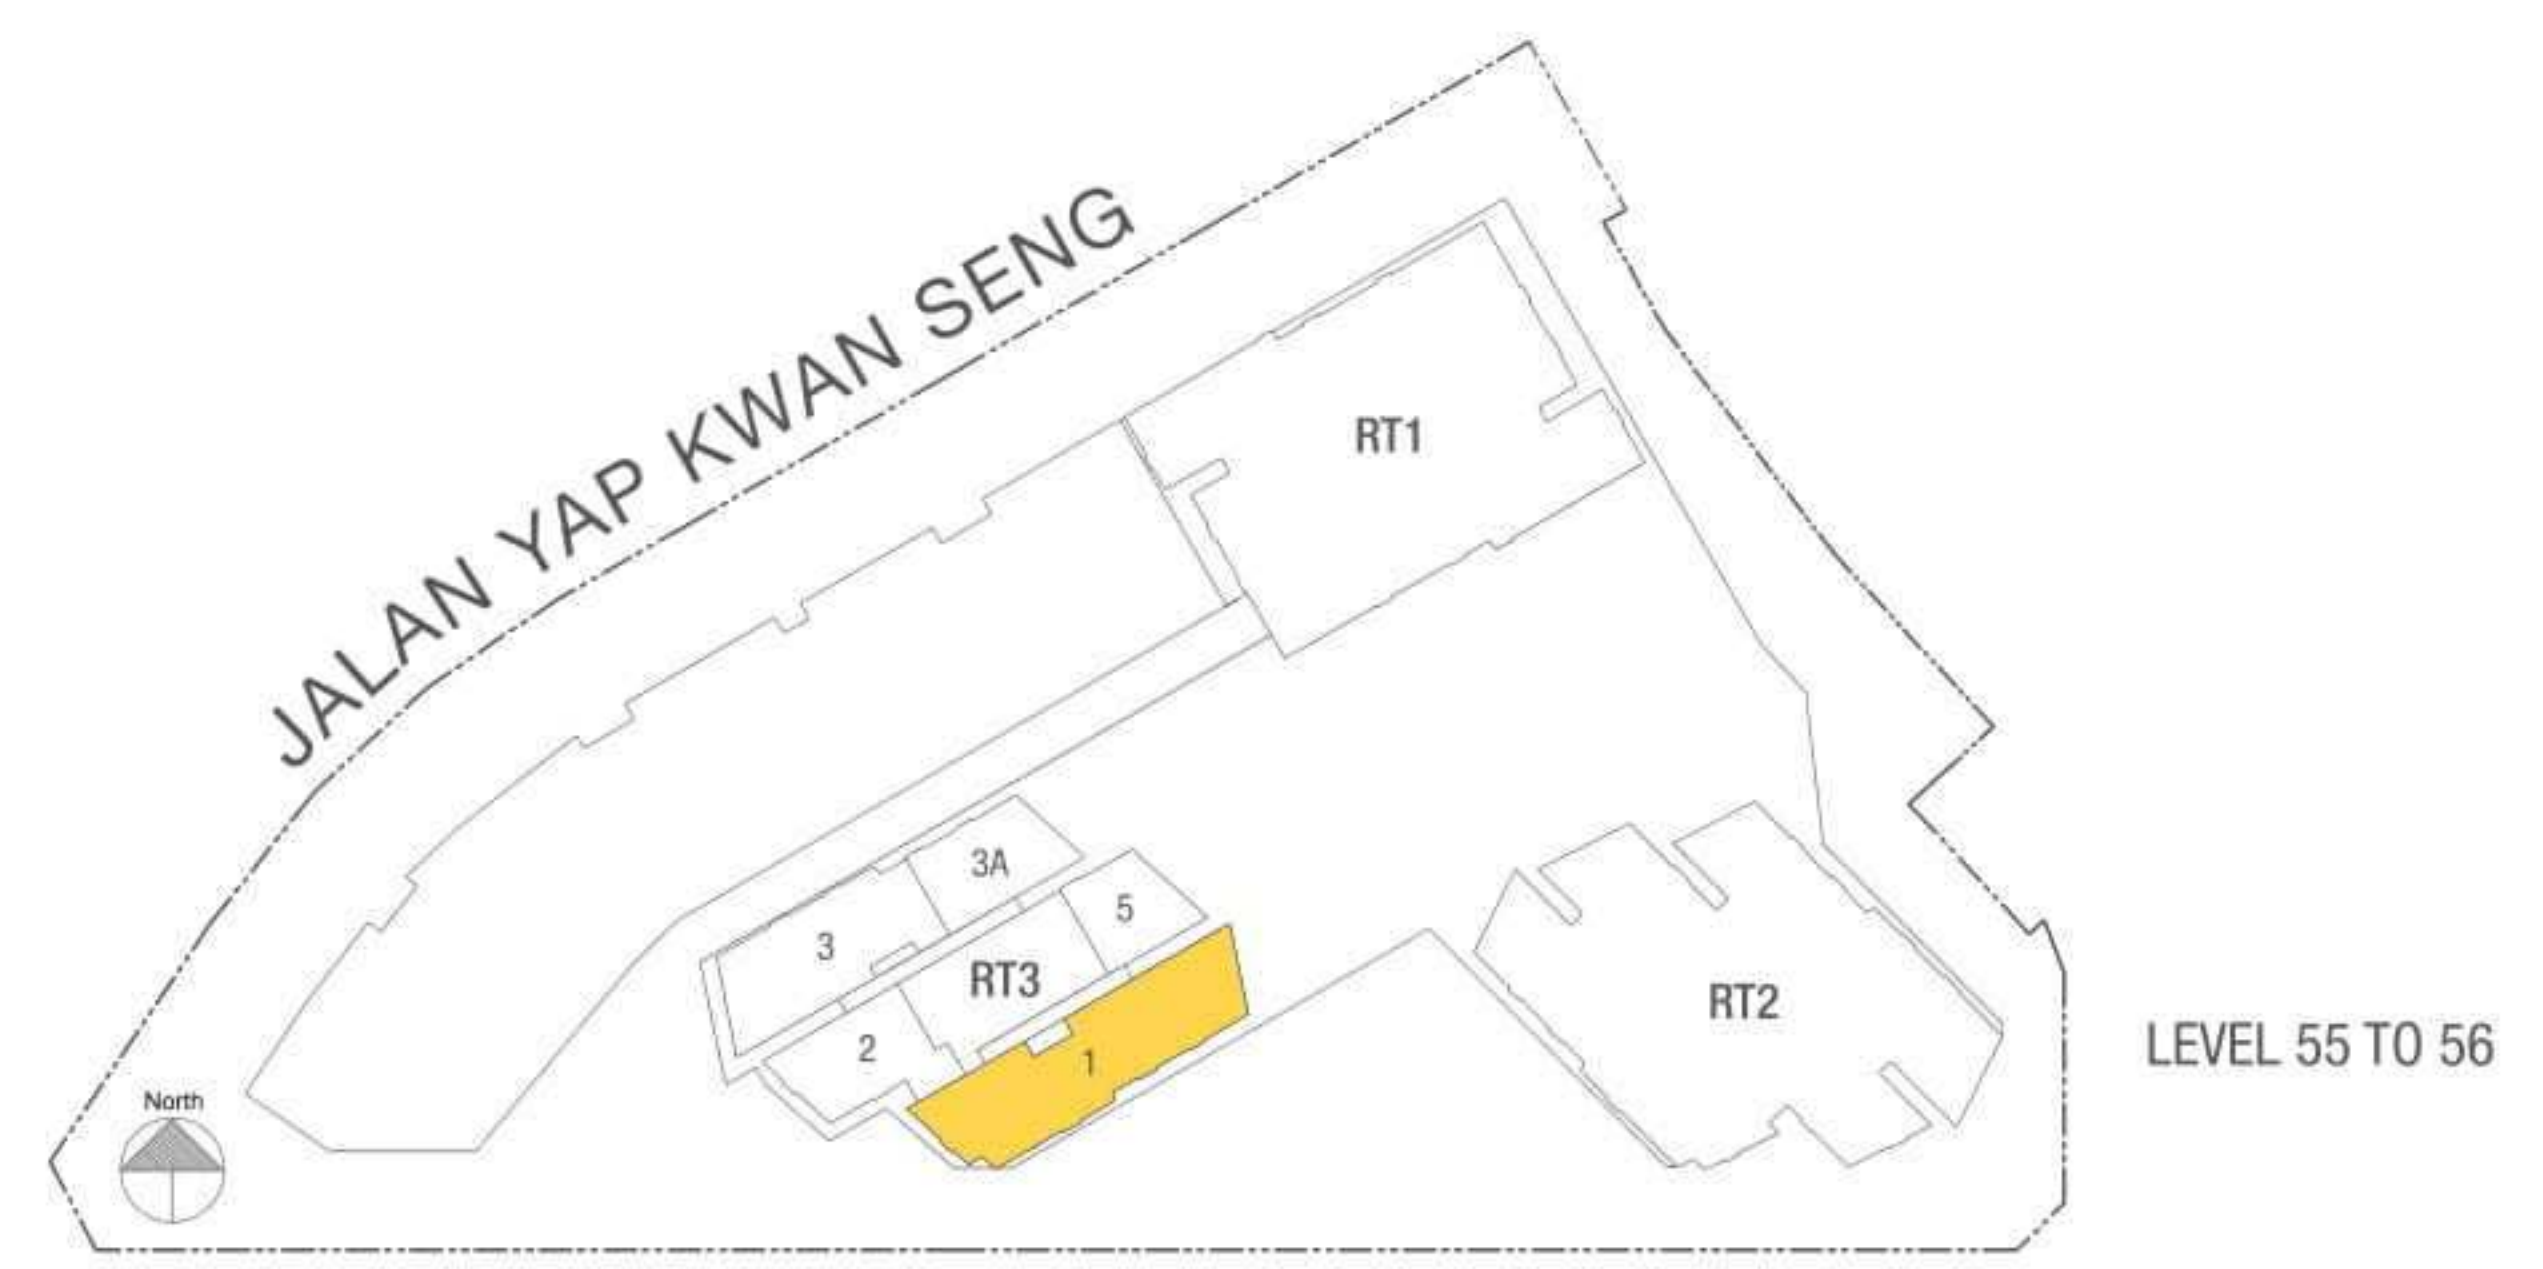 JALAN YAP KWAN SENG
RT1
3A
5
3
RT3
RT2
2
1
LEVEL 55 TO 56
North